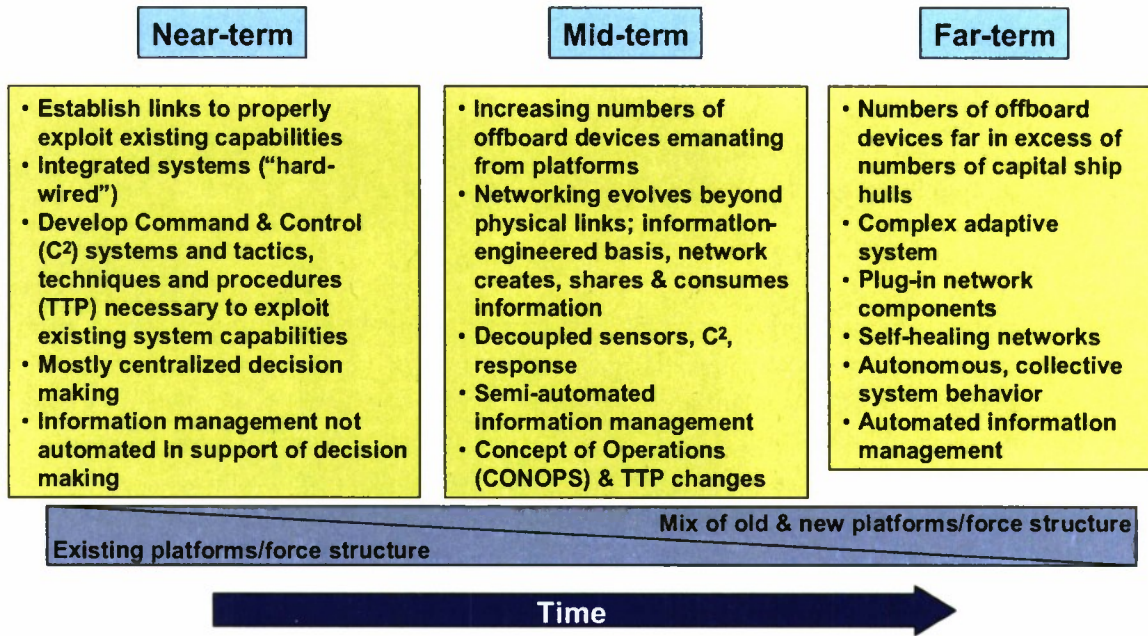 Near-term
• Establish links to properly
exploit existing capabilities
• Integrated systems (“hard-
wired”)
• Develop Command & Control
(C²) systems and tactics,
techniques and procedures
(TTP) necessary to exploit
existing system capabilities
• Mostly centralized decision
making
• Information management not
automated in support of decision
making
Mid-term
• Increasing numbers of
offboard devices emanating
from platforms
• Networking evolves beyond
physical links; information-
engineered basis, network
creates, shares & consumes
information
• Decoupled sensors, C²,
response
• Semi-automated
information management
• Concept of Operations
(CONOPS) & TTP changes
Far-term
• Numbers of offboard
devices far in excess of
numbers of capital ship
hulls
• Complex adaptive
system
• Plug-in network
components
• Self-healing networks
• Autonomous, collective
system behavior
• Automated information
management
Mix of old & new platforms/force structure
Existing platforms/force structure
Time